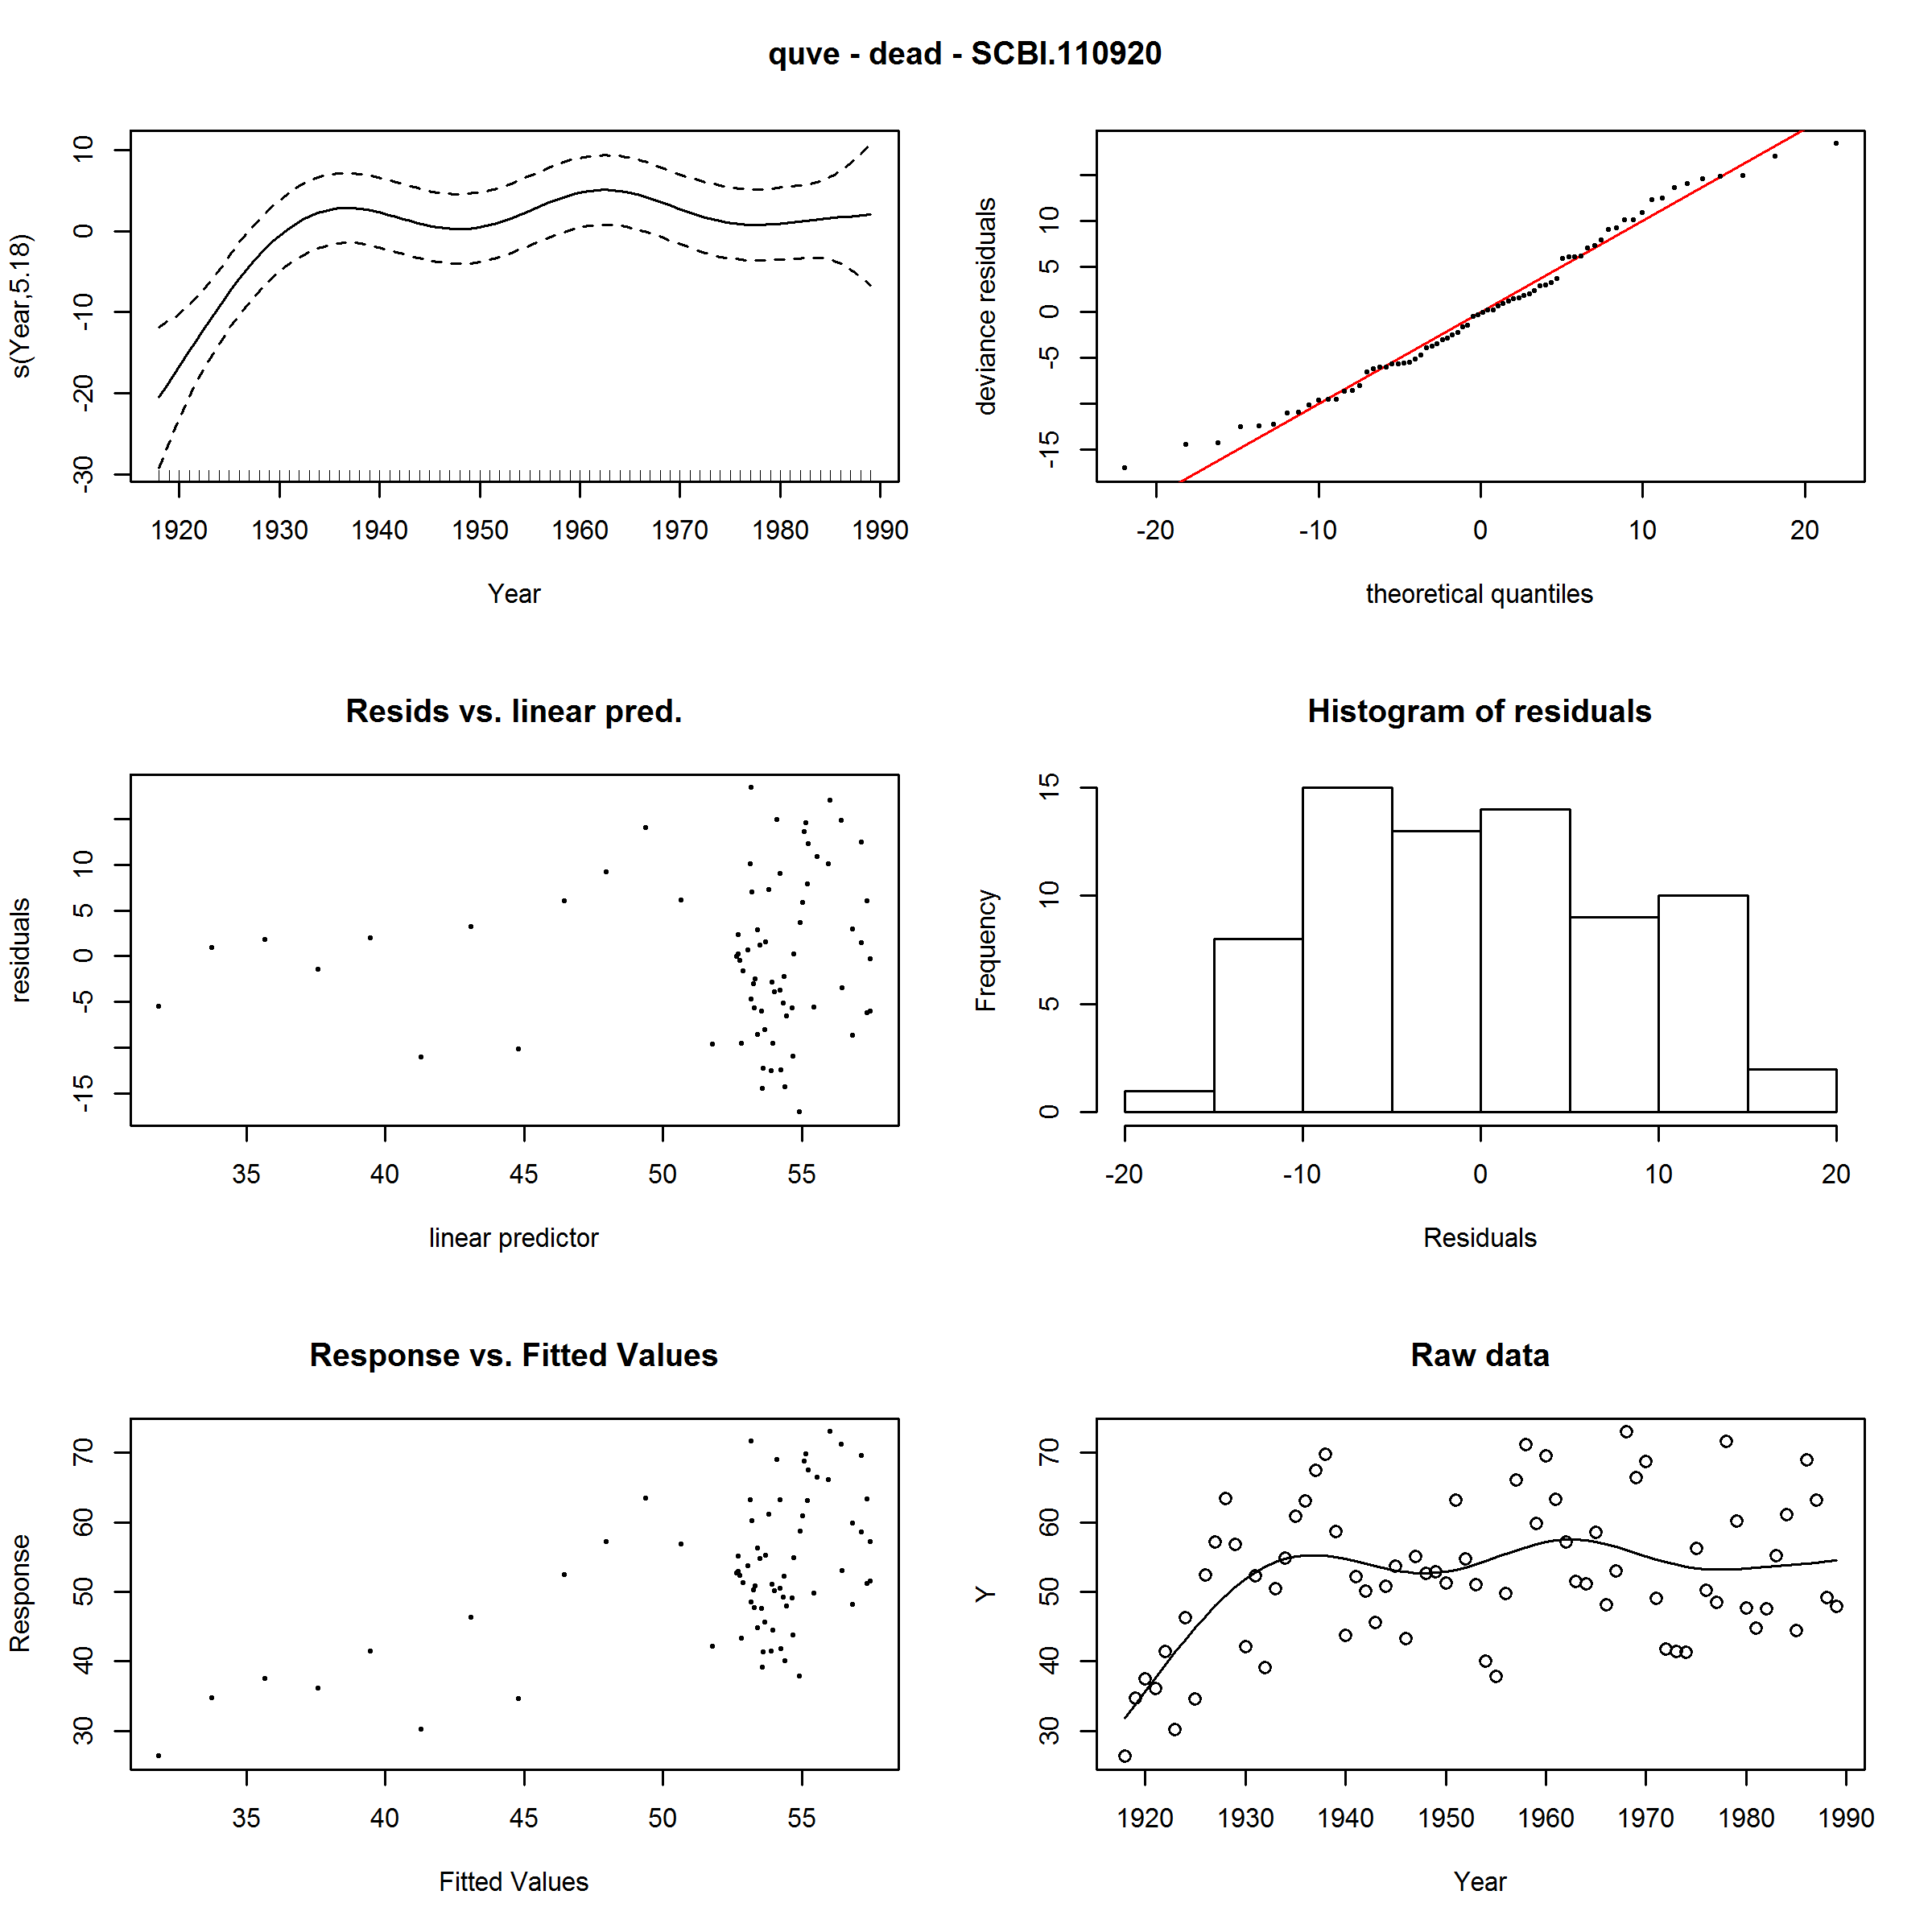 quve - dead - SCBI.110920
s(Year,5.18)
10
0
-10
-20
-30
1920 1930 1940 1950 1960 1970 1980 1990
Year
deviance residuals
10
5
0
-5
-15
-20 -10 0 10 20
theoretical quantiles
Resids vs. linear pred.
residuals
10
5
0
-5
-15
35 40 45 50 55
linear predictor
Histogram of residuals
Frequency
15
10
5
0
-20 -10 0 10 20
Residuals
Response vs. Fitted Values
Response
70
60
50
40
30
35 40 45 50 55
Fitted Values
Raw data
Y
70
60
50
40
30
1920 1930 1940 1950 1960 1970 1980 1990
Year